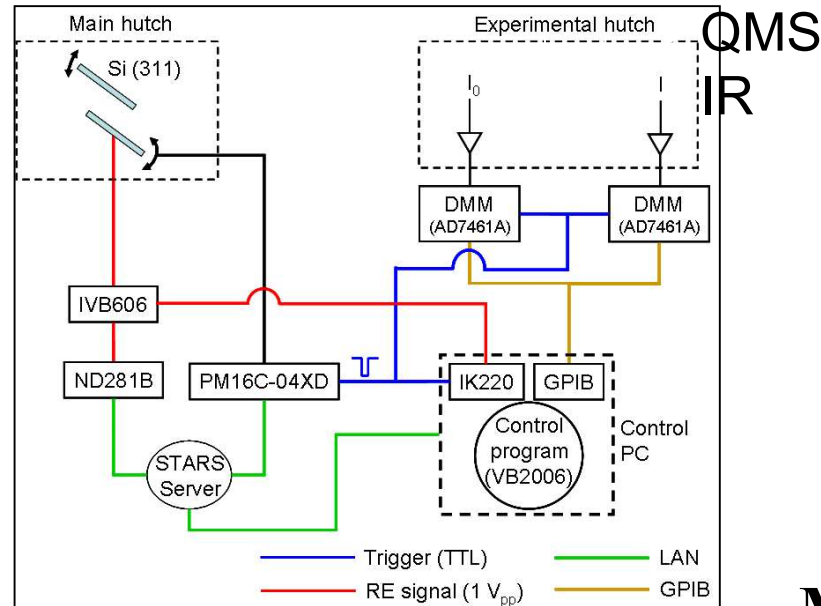 Main hutch
Experimental hutch
QMS
IR
Si (311)
I0
I
DMM
(AD7461A)
DMM
(AD7461A)
IVB606
ND281B
PM16C-04XD
IK220
GPIB
Control
program
(VB2006)
Control
PC
STARS
Server
Trigger (TTL)
LAN
RE signal (1 Vpp)
GPIB